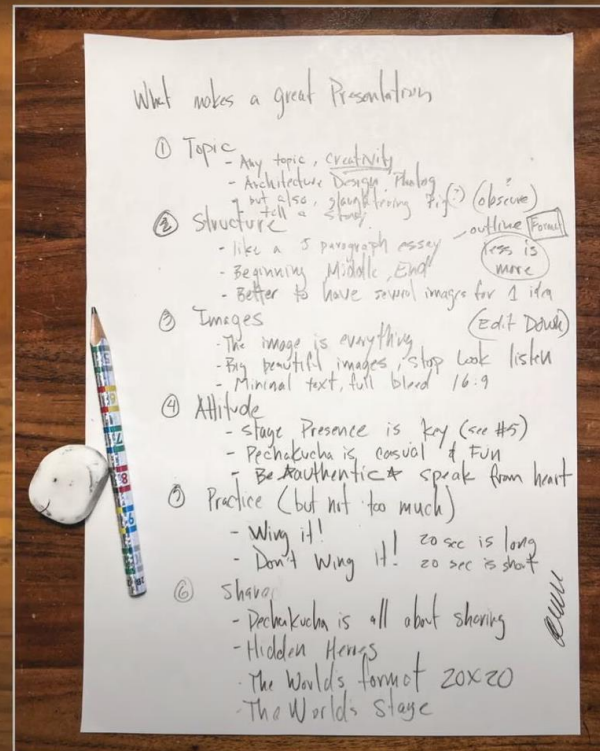 What makes a great Presentation
① Topic
- Any topic, Creativity
- Architecture Design Photog
but also, slaughtering Pig(?) (obscure)
tell a story
② Structure - outline Format
- like a 5 paragraph essay less is
- Beginning, Middle, End more
- Better to have several images for 1 idea
③ Images (Edit Down)
- The image is everything
- Big beautiful images, stop Look listen
- Minimal text, full bleed 16:9
④ Attitude
- Stage Presence is key (see #5)
- Pechakucha is casual & Fun
- Be ☆authentic☆ speak from heart
⑤ Practice (but not too much)
- Wing it! 20 sec is long
- Don't Wing it! 20 sec is short
⑥ Share
- Pechakucha is all about sharing
- Hidden Heroes
- The World's format 20x20
- The World's Stage